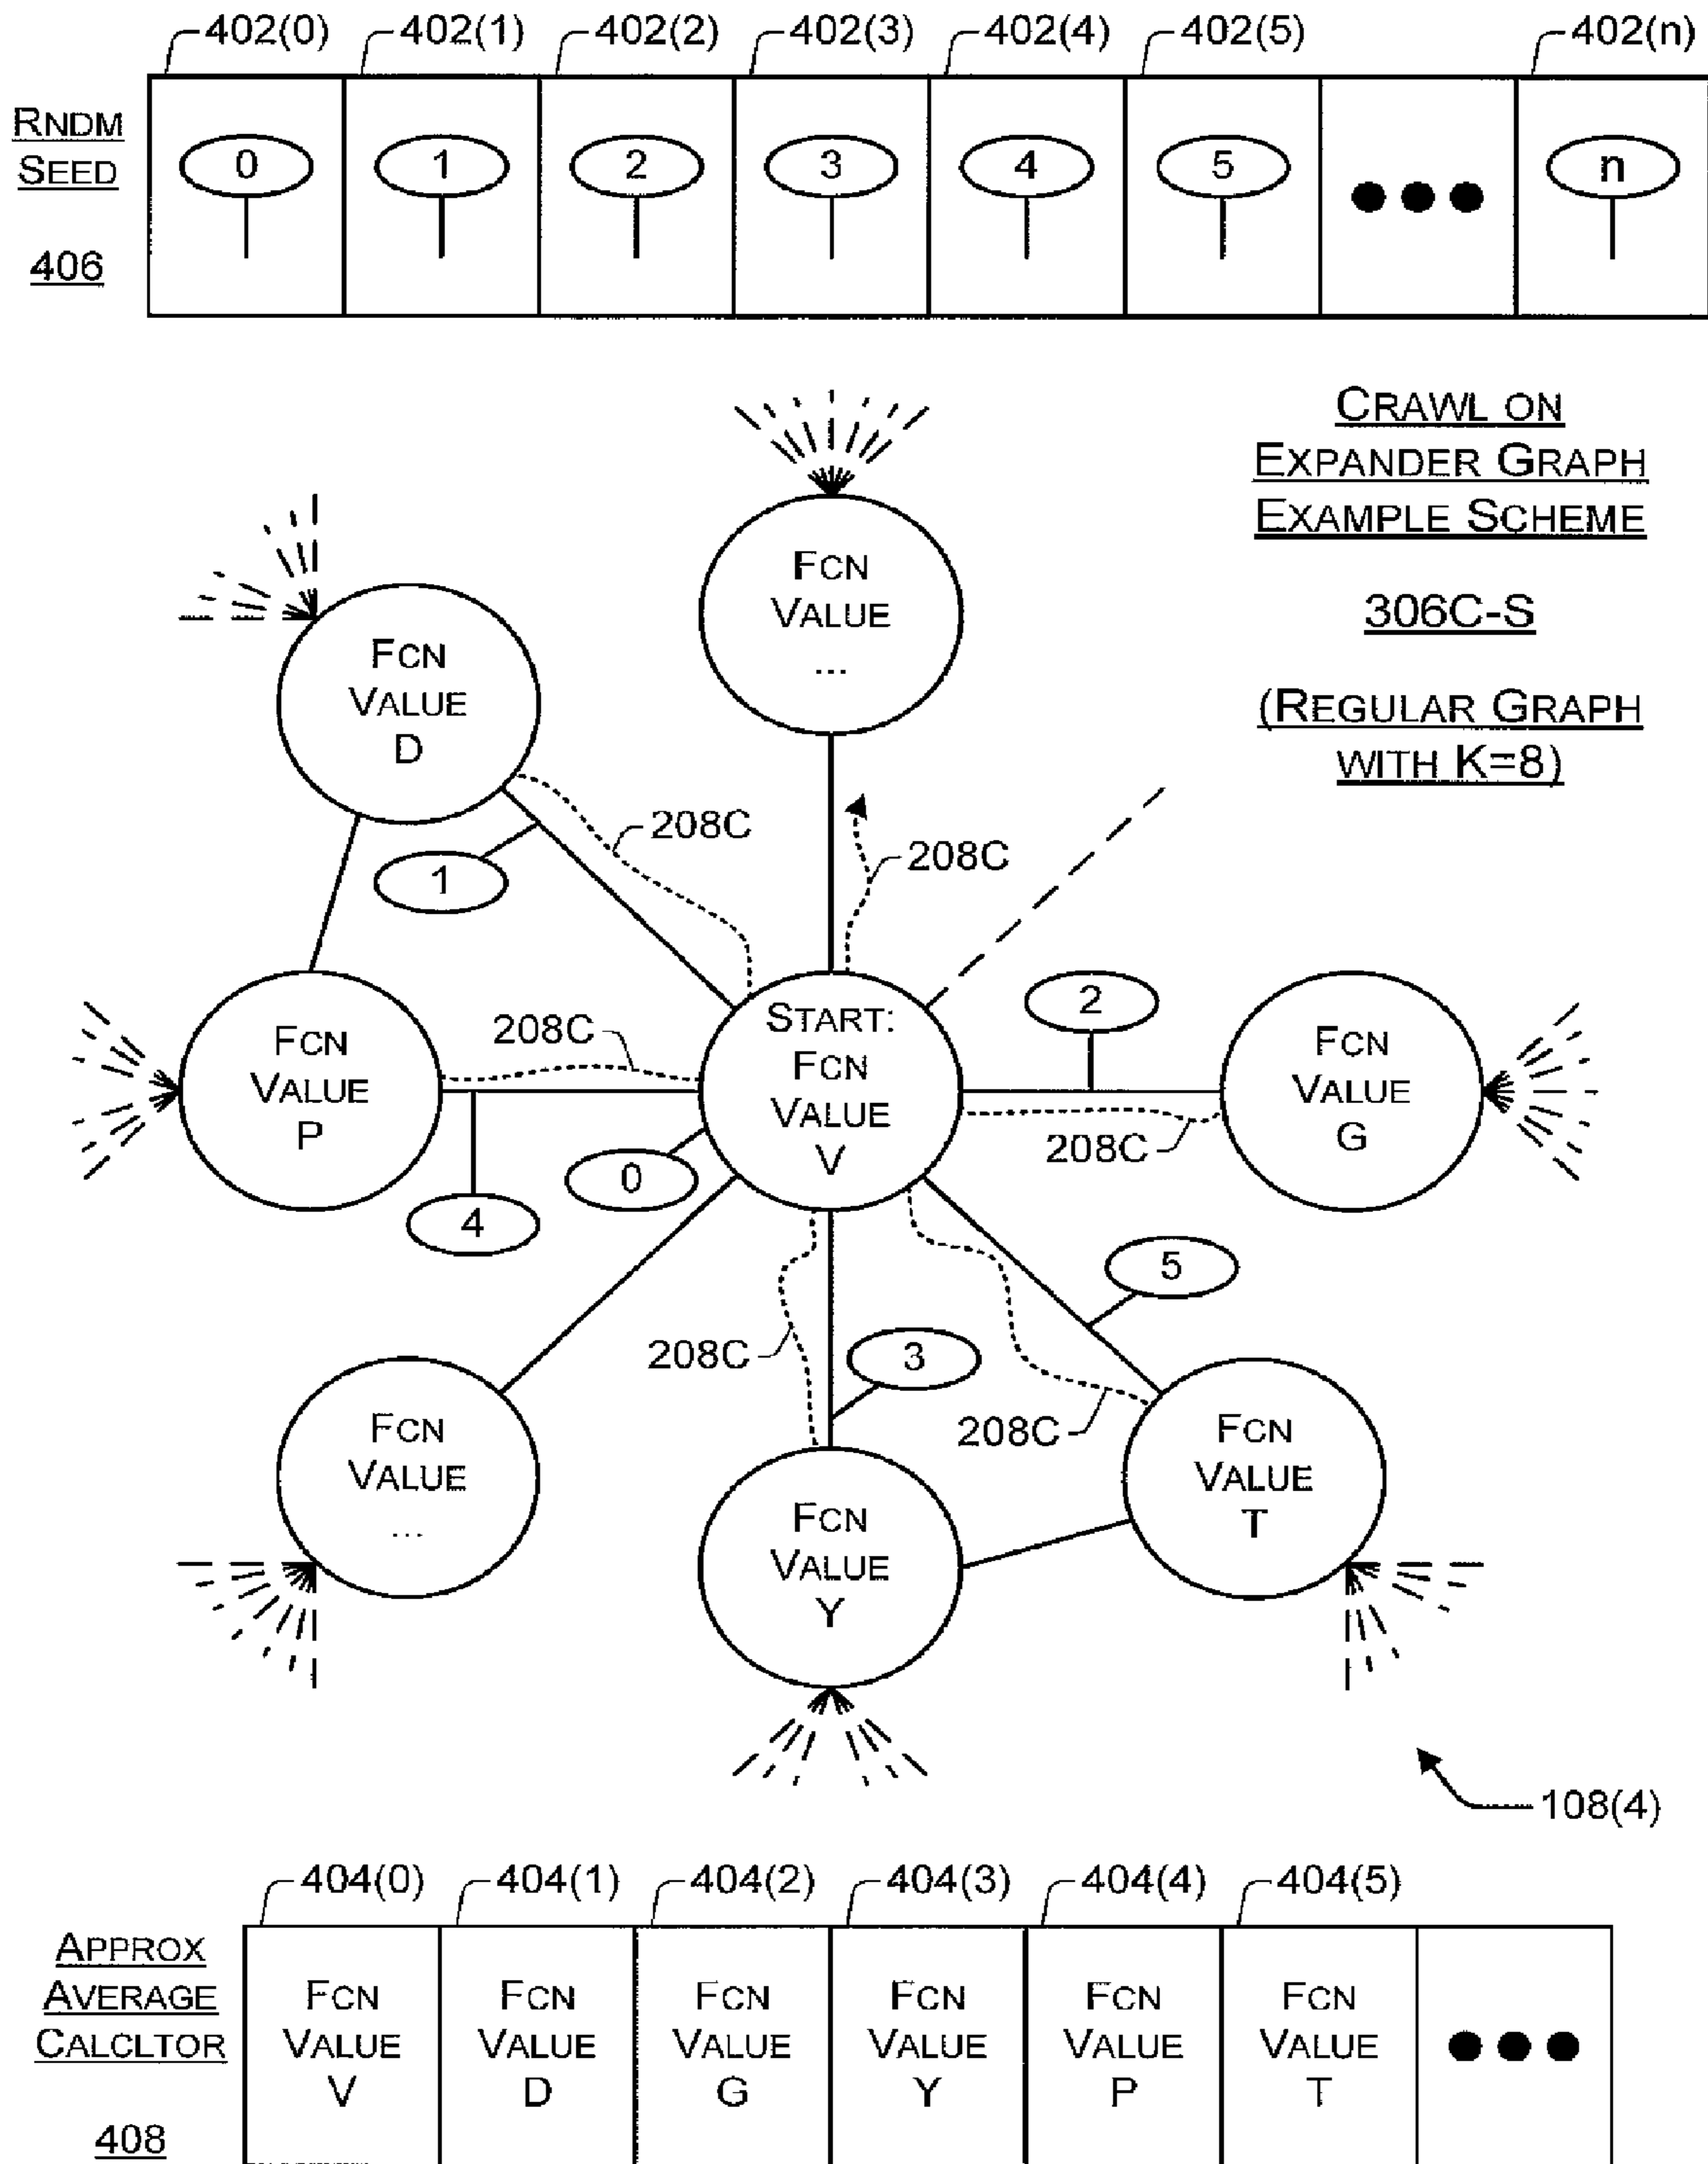 402(0) 402(1) 402(2) 402(3) 402(4) 402(5) 402(n)
RNDM
SEED
406
0 1 2 3 4 5 ●●● n
CRAWL ON
EXPANDER GRAPH
EXAMPLE SCHEME
306C-S
(REGULAR GRAPH
WITH K=8)
FCN
VALUE
...
FCN
VALUE
D
208C
1
208C
START:
FCN
VALUE
V
2
208C
FCN
VALUE
P
FCN
VALUE
G
208C
0
4
5
208C
3
208C
FCN
VALUE
...
FCN
VALUE
Y
FCN
VALUE
T
108(4)
404(0) 404(1) 404(2) 404(3) 404(4) 404(5)
APPROX
AVERAGE
CALCLTOR
408
FCN
VALUE
V
FCN
VALUE
D
FCN
VALUE
G
FCN
VALUE
Y
FCN
VALUE
P
FCN
VALUE
T
●●●